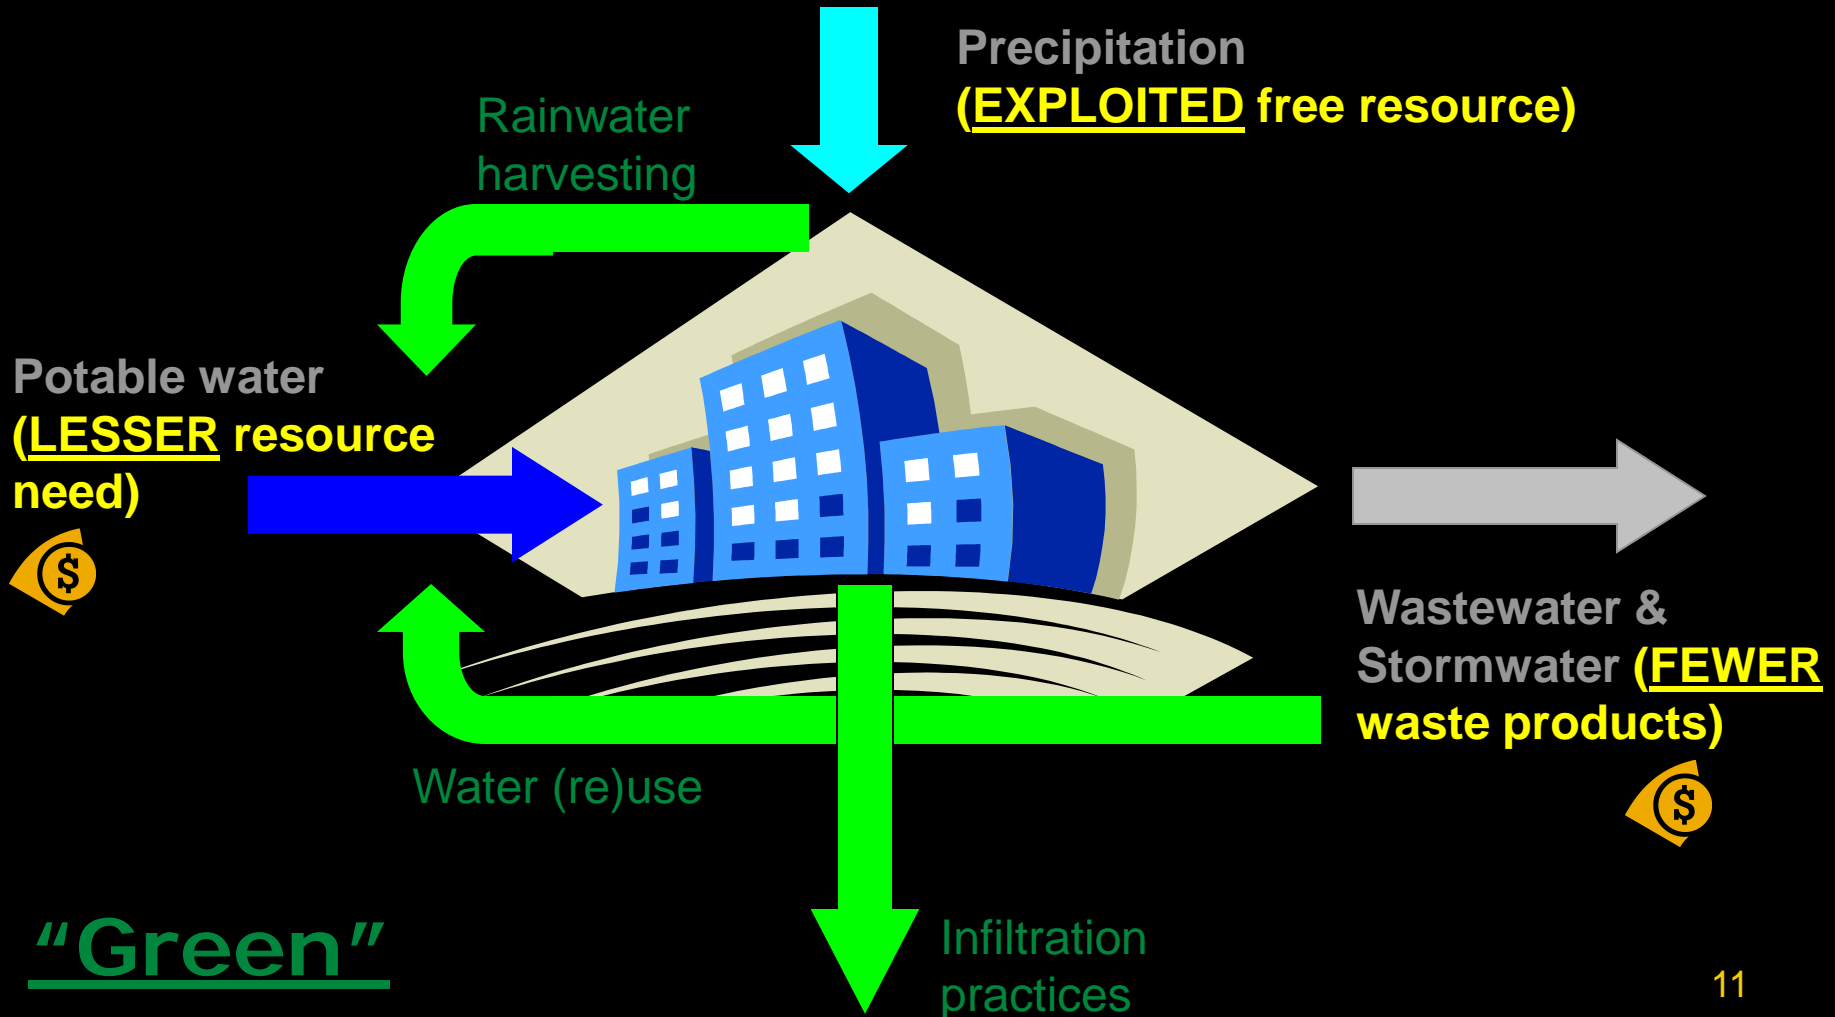 Precipitation
(EXPLOITED free resource)
Rainwater
harvesting
Potable water
(LESSER resource
need)
$
Wastewater &
Stormwater (FEWER
waste products)
$
Water (re)use
Infiltration
practices
"Green"
11